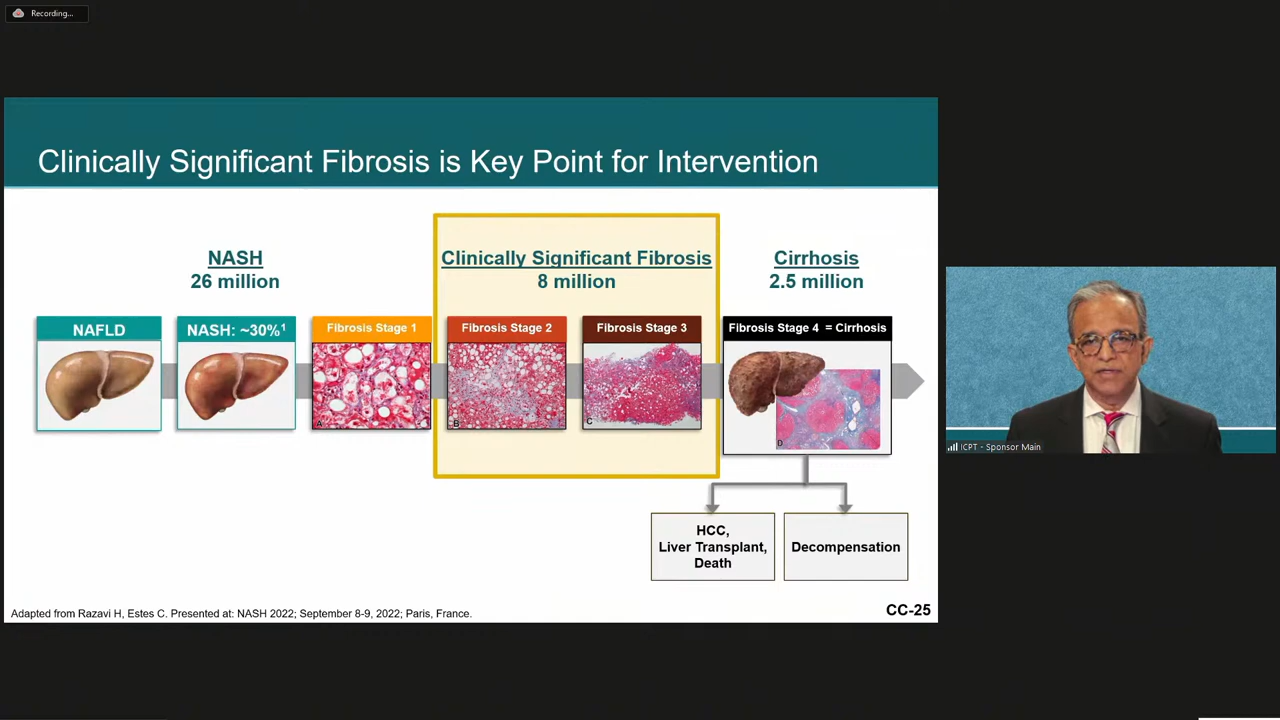 Recording...
Clinically Significant Fibrosis is Key Point for Intervention
NASH
26 million
Clinically Significant Fibrosis
8 million
Cirrhosis
2.5 million
NAFLD
NASH: ~30%¹
Fibrosis Stage 1
Fibrosis Stage 2
Fibrosis Stage 3
Fibrosis Stage 4 = Cirrhosis
A
B
C
D
HCC,
Liver Transplant,
Death
Decompensation
Adapted from Razavi H, Estes C. Presented at: NASH 2022; September 8-9, 2022; Paris, France.
CC-25
ICPT - Sponsor Main